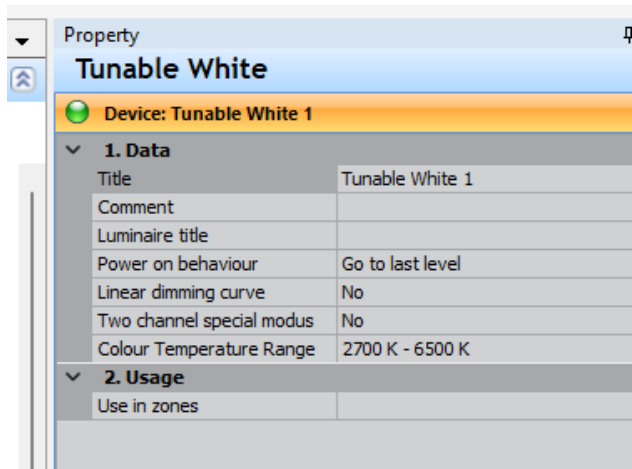 Property
Tunable White
Device: Tunable White 1
1. Data
Title Tunable White 1
Comment
Luminaire title
Power on behaviour Go to last level
Linear dimming curve No
Two channel special modus No
Colour Temperature Range 2700 K - 6500 K
2. Usage
Use in zones